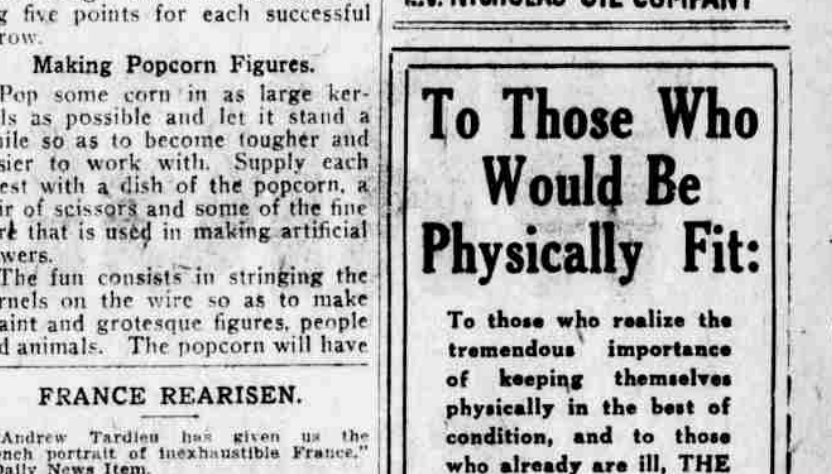 five points for each successful
row.
Making Popcorn Figures.
Pop some corn in as large ker-
ls as possible and let it stand a
ile so as to become tougher and
sier to work with. Supply each
est with a dish of the popcorn, a
ir of scissors and some of the fine
that is used in making artificial
wers.
The fun consists in stringing the
rnels on the wire so as to make
aint and grotesque figures, people
d animals. The popcorn will have
FRANCE REARISEN.
Andrew Tardieu has given us the
nch portrait of inexhaustible France."
Daily News Item.
NICHOLAS OIL COMPANY
To Those Who
Would Be
Physically Fit:
To those who realize the
tremendous importance
of keeping themselves
physically in the best of
condition, and to those
who already are ill, THE